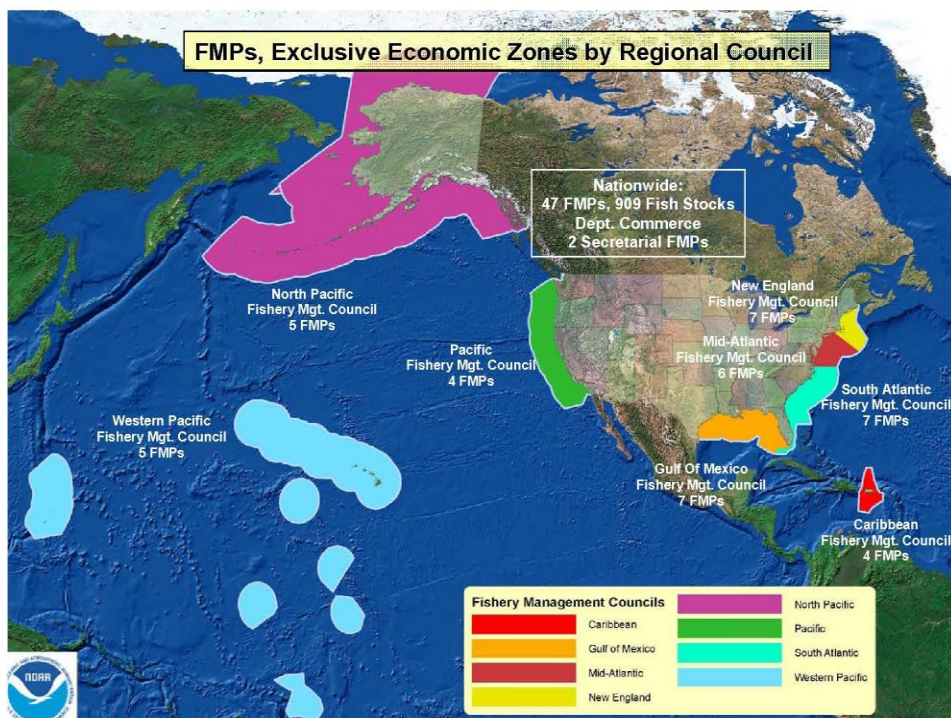 FMPs, Exclusive Economic Zones by Regional Council
Nationwide:
47 FMPs, 909 Fish Stocks
Dept. Commerce
2 Secretarial FMPs
North Pacific
Fishery Mgt. Council
5 FMPs
New England
Fishery Mgt. Council
7 FMPs
Mid-Atlantic
Fishery Mgt. Council
6 FMPs
Pacific
Fishery Mgt. Council
4 FMPs
South Atlantic
Fishery Mgt. Council
7 FMPs
Western Pacific
Fishery Mgt. Council
5 FMPs
Gulf Of Mexico
Fishery Mgt. Council
7 FMPs
Caribbean
Fishery Mgt. Council
4 FMPs
Fishery Management Councils
Caribbean
Gulf of Mexico
Mid-Atlantic
New England
North Pacific
Pacific
South Atlantic
Western Pacific
NOAA